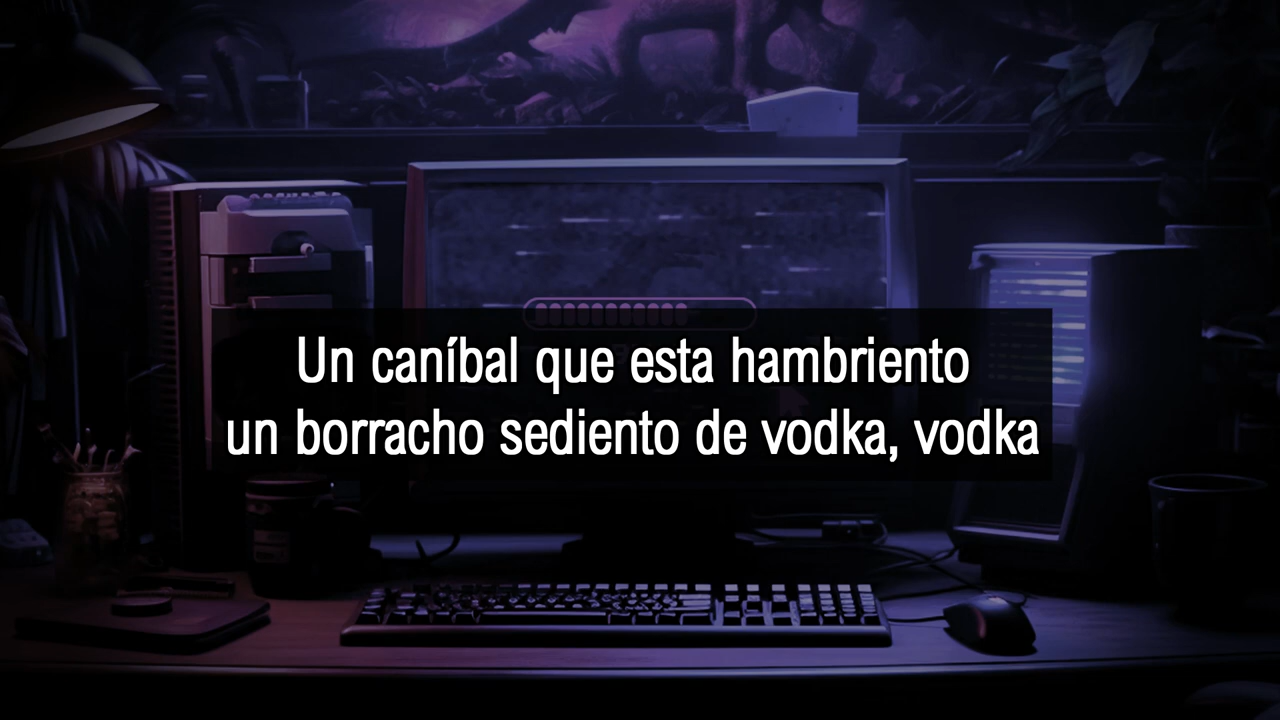 Un caníbal que esta hambriento
un borracho sediento de vodka, vodka